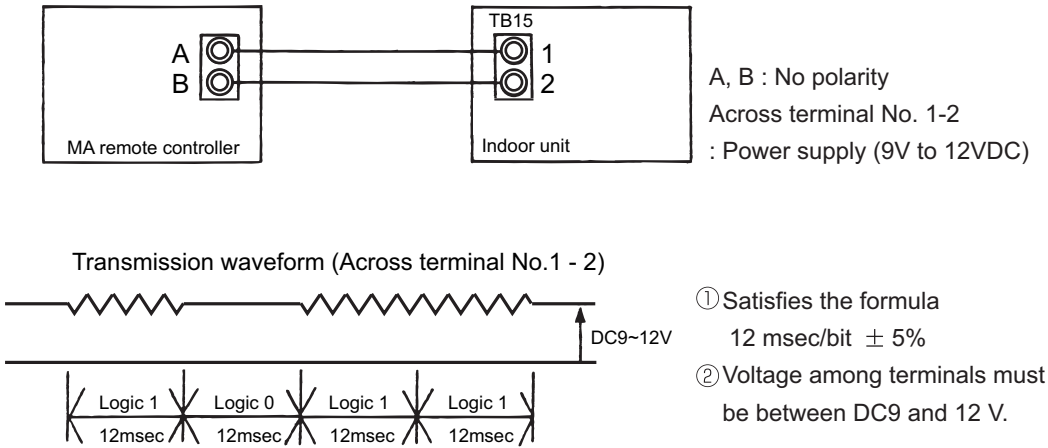 TB15
A
B
1
2
MA remote controller
Indoor unit
A, B : No polarity
Across terminal No. 1-2
: Power supply (9V to 12VDC)
Transmission waveform (Across terminal No.1 - 2)
DC9~12V
Logic 1
Logic 0
Logic 1
Logic 1
12msec
12msec
12msec
12msec
① Satisfies the formula
12 msec/bit ± 5%
② Voltage among terminals must
be between DC9 and 12 V.